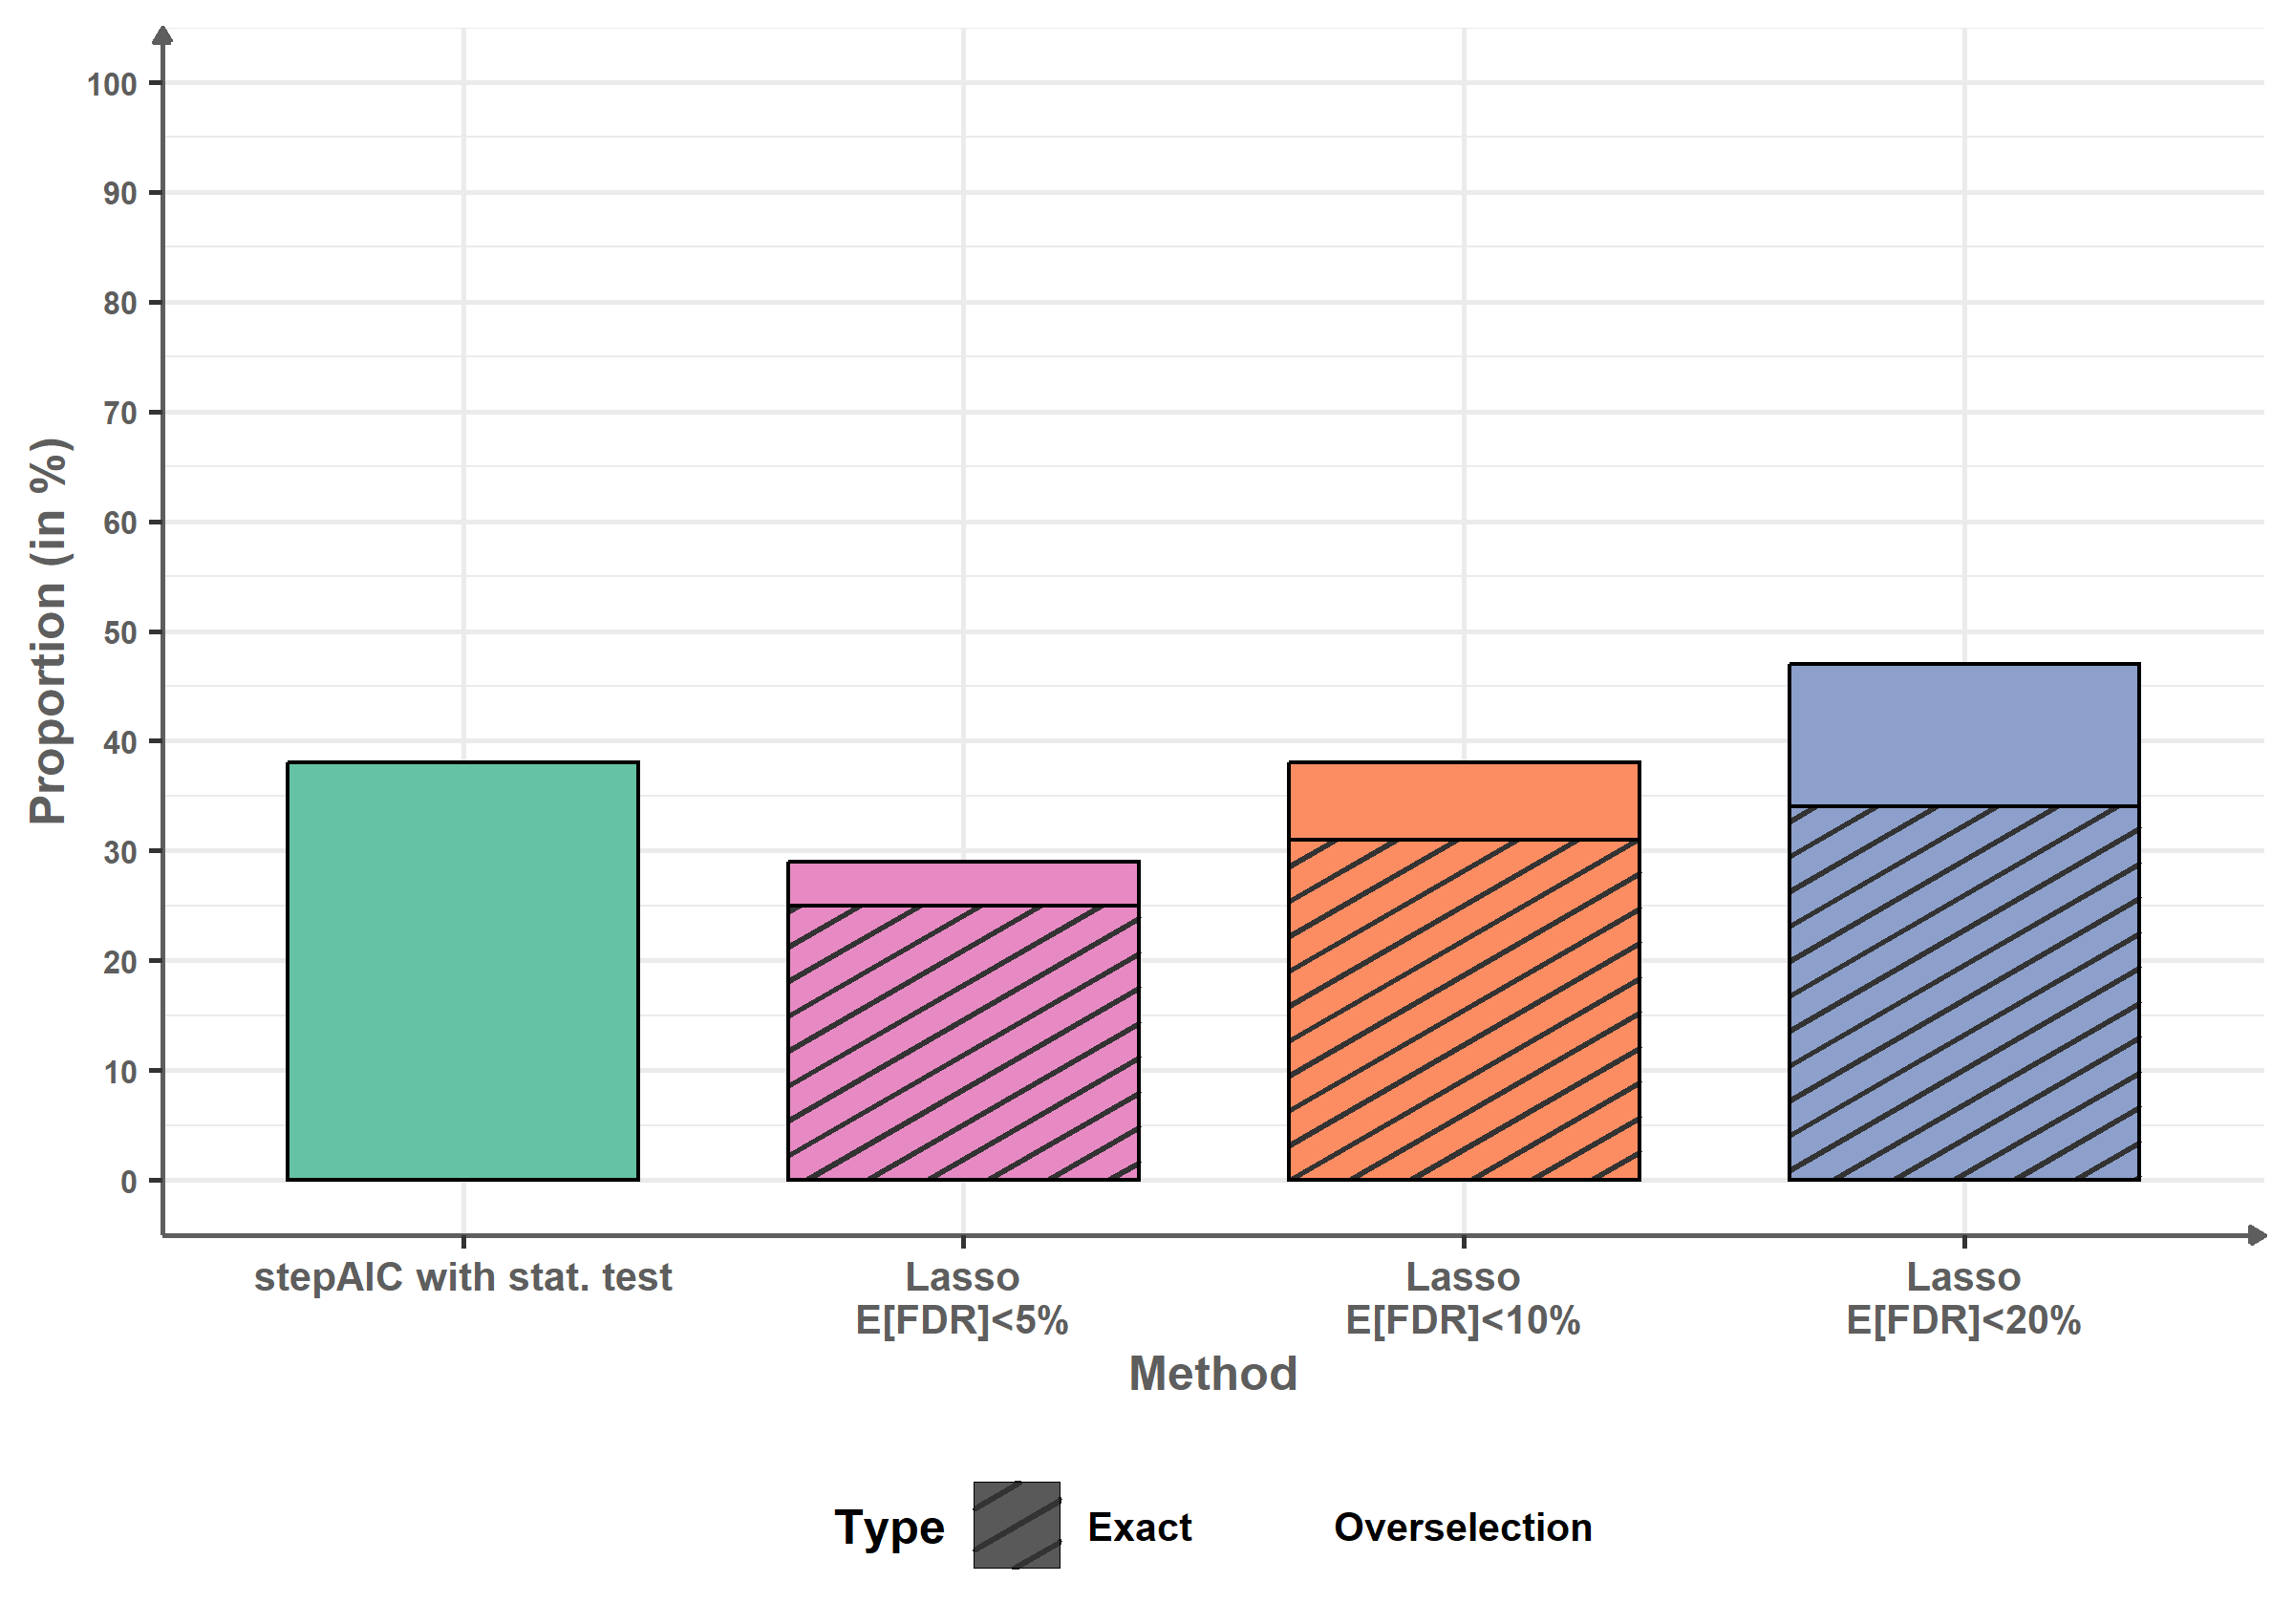 100
90
80
70
60
50
40
30
20
10
0
Proportion (in %)
stepAIC with stat. test
Lasso
E[FDR]<5%
Lasso
E[FDR]<10%
Lasso
E[FDR]<20%
Method
Type
Exact
Overselection